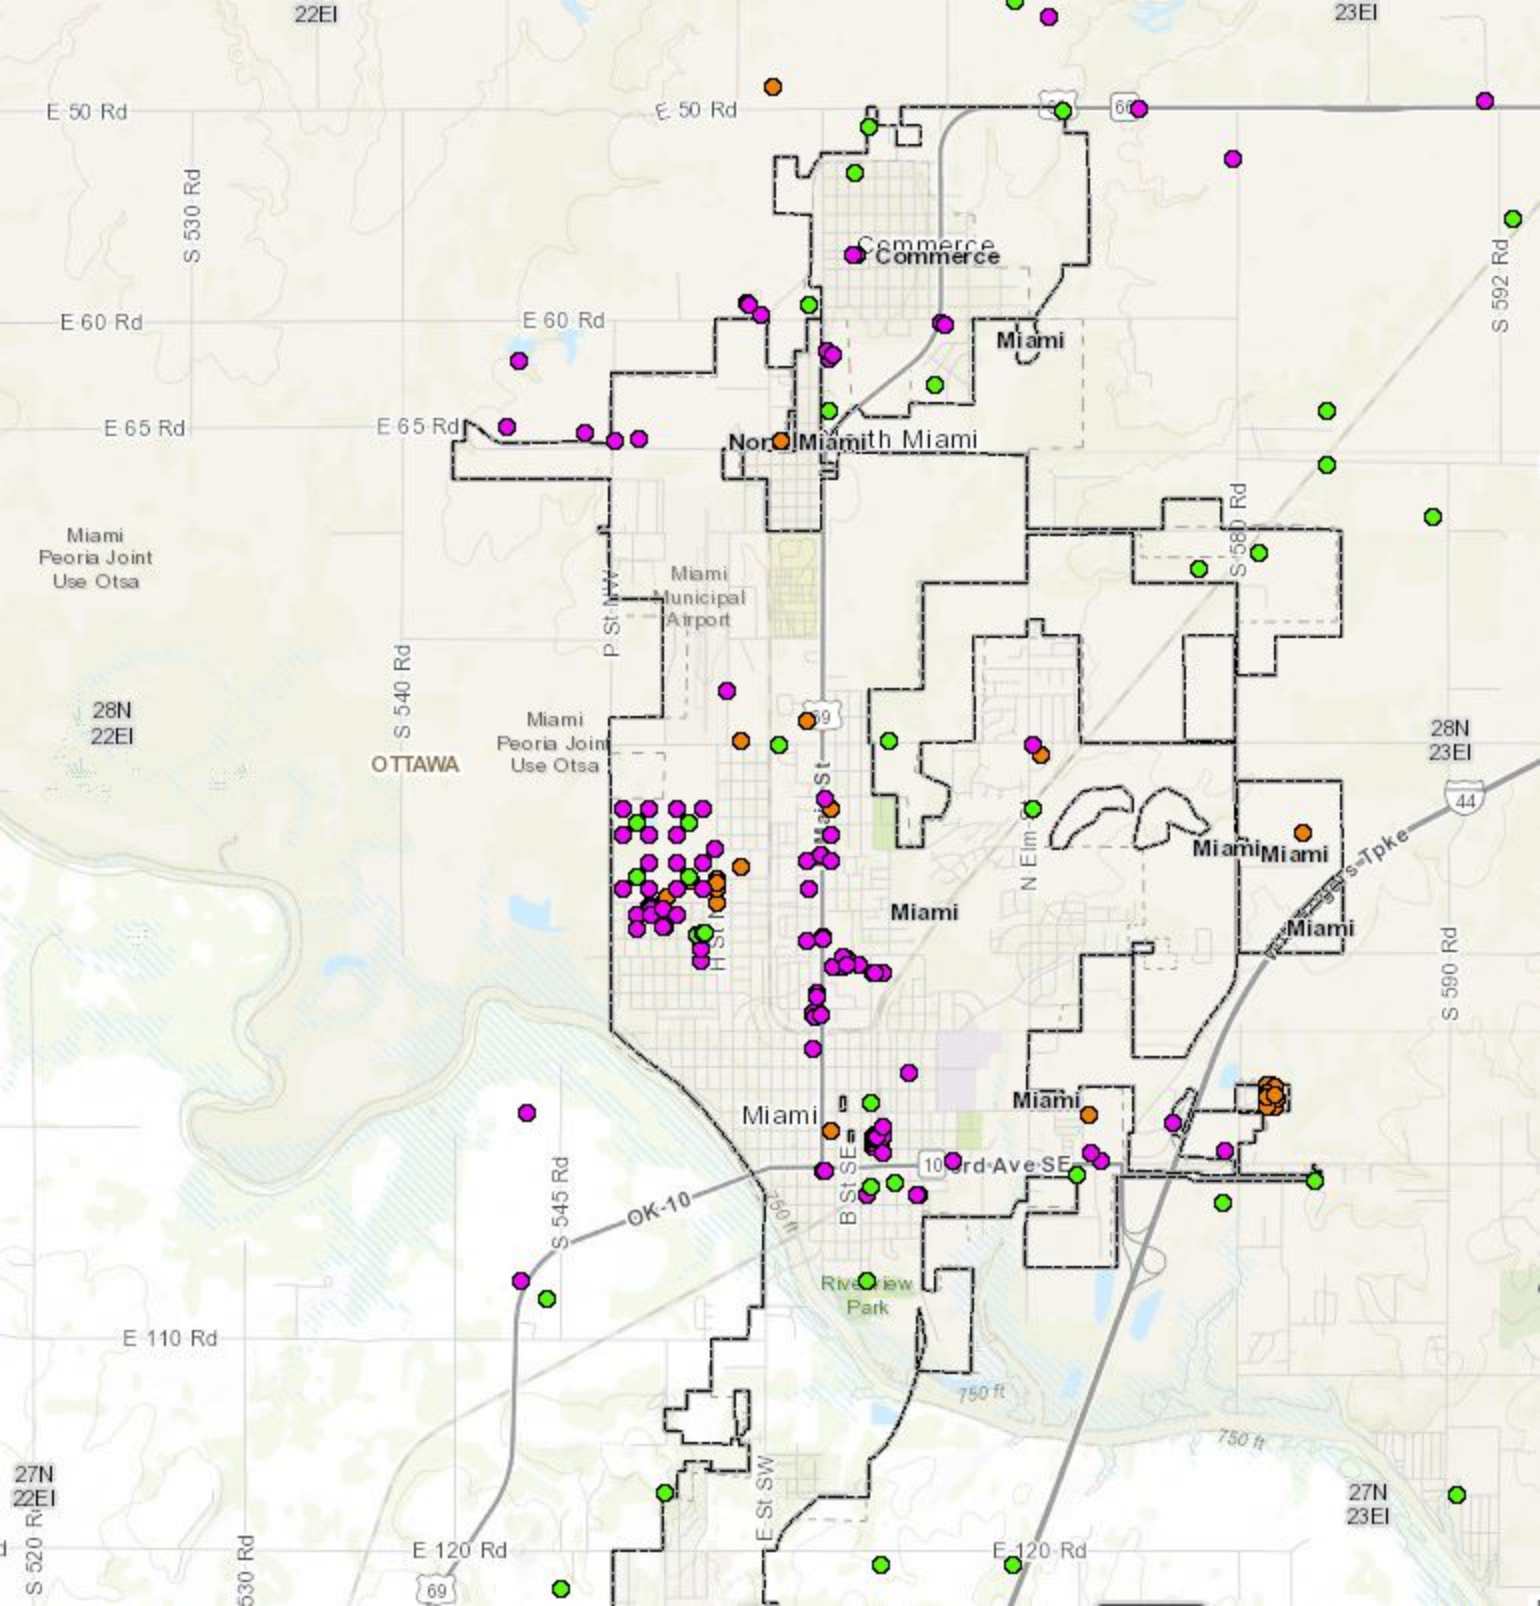 22EI
23EI
E 50 Rd
E 50 Rd
66
S 530 Rd
Commerce
Commerce
S 592 Rd
E 60 Rd
E 60 Rd
Miami
E 65 Rd
E 65 Rd
Miami
th Miami
S 580 Rd
Miami
Peoria Joint
Use Otsa
Miami
Municipal
Airport
P St NW
S 540 Rd
28N
22EI
Miami
Peoria Joint
Use Otsa
69
28N
23EI
OTTAWA
Main St
44
N Elm St
Miami
Miami
Miami
Miami
S 590 Rd
H St N
Miami
Miami
10
3rd Ave SE
B St SE
S 545 Rd
OK-10
750 ft
Riverview
Park
E 110 Rd
750 ft
750 ft
27N
22EI
E St SW
27N
23EI
S 520 Rd
530 Rd
E 120 Rd
E 120 Rd
69